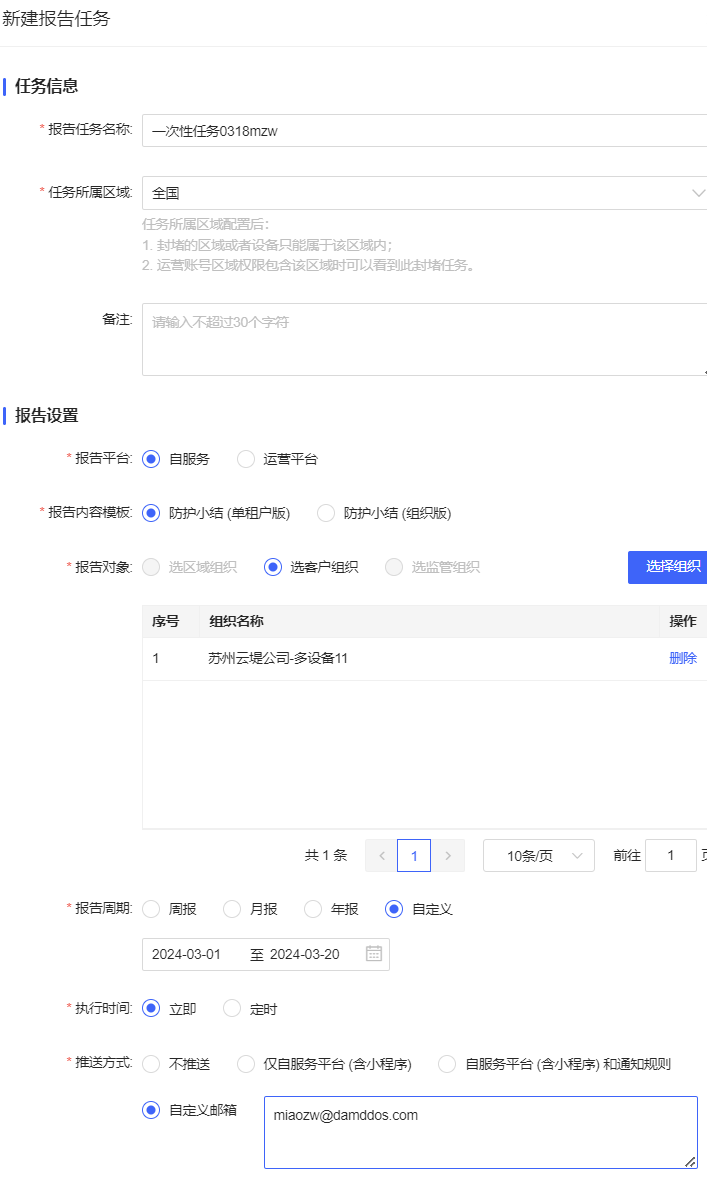 新建报告任务
任务信息
* 报告任务名称: 一次性任务0318mzw
* 任务所属区域: 全国
任务所属区域配置后：
1. 封堵的区域或者设备只能属于该区域内；
2. 运营账号区域权限包含该区域时可以看到此封堵任务。
备注: 请输入不超过30个字符
报告设置
* 报告平台: 自服务 运营平台
* 报告内容模板: 防护小结 (单租户版) 防护小结 (组织版)
* 报告对象: 选区域组织 选客户组织 选监管组织 选择组织
序号 组织名称 操作
1 苏州云堤公司-多设备11 删除
共 1 条 1 10条/页 前往 1
* 报告周期: 周报 月报 年报 自定义
2024-03-01 至 2024-03-20
* 执行时间: 立即 定时
* 推送方式: 不推送 仅自服务平台 (含小程序) 自服务平台 (含小程序) 和通知规则
自定义邮箱 miaozw@damddos.com